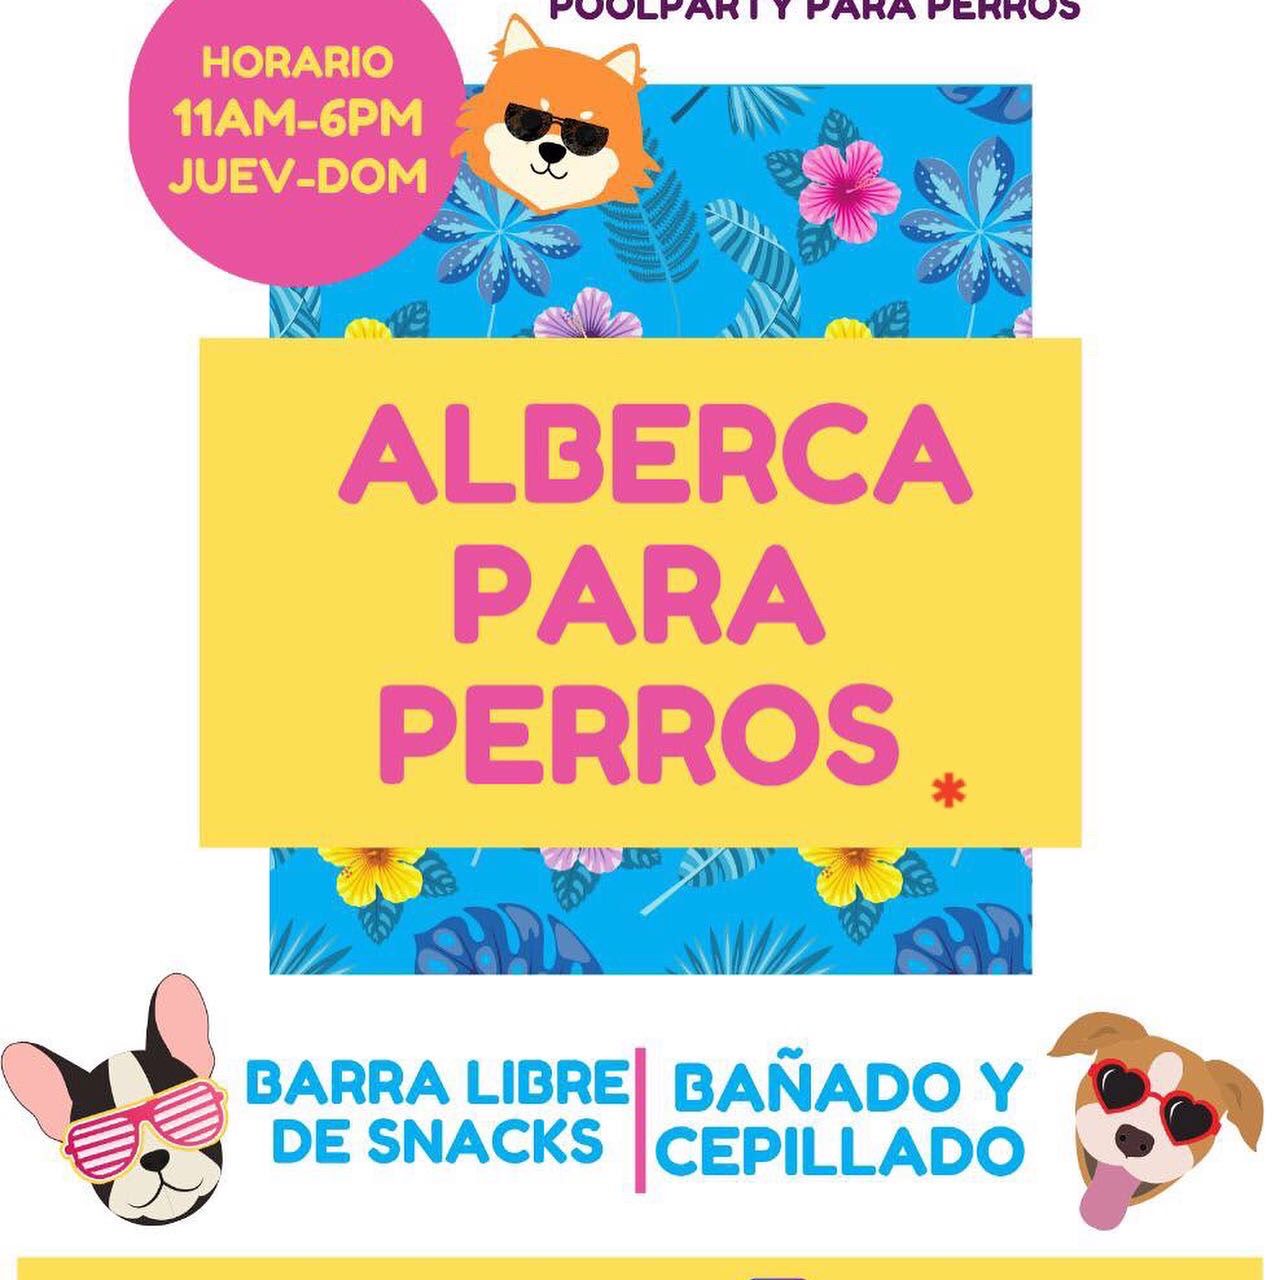 POOLPARTY PARA PERROS
HORARIO
11AM-6PM
JUEV-DOM
ALBERCA
PARA
PERROS *
BARRA LIBRE
DE SNACKS
BAÑADO Y
CEPILLADO